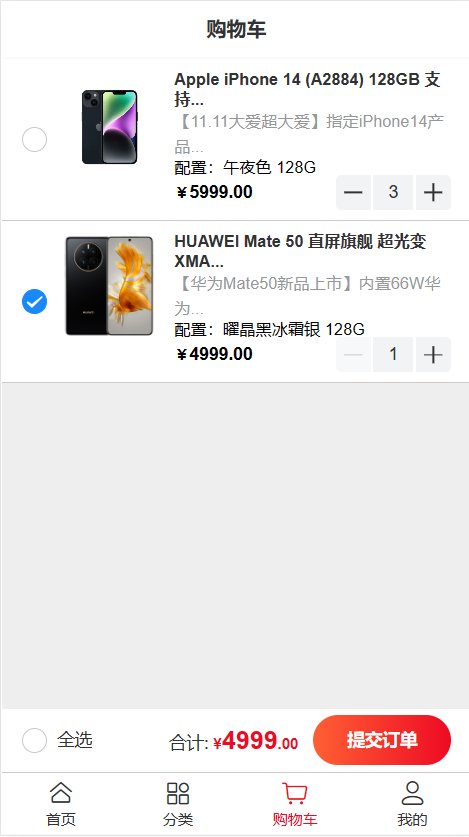 购物车
Apple iPhone 14 (A2884) 128GB 支
持...
【11.11大爱超大爱】指定iPhone14产
品...
配置：午夜色 128G
￥5999.00
3
HUAWEI Mate 50 直屏旗舰 超光变
XMA...
【华为Mate50新品上市】内置66W华
为...
配置：曜晶黑冰霜银 128G
￥4999.00
1
全选
合计: ￥4999.00
提交订单
首页
分类
购物车
我的